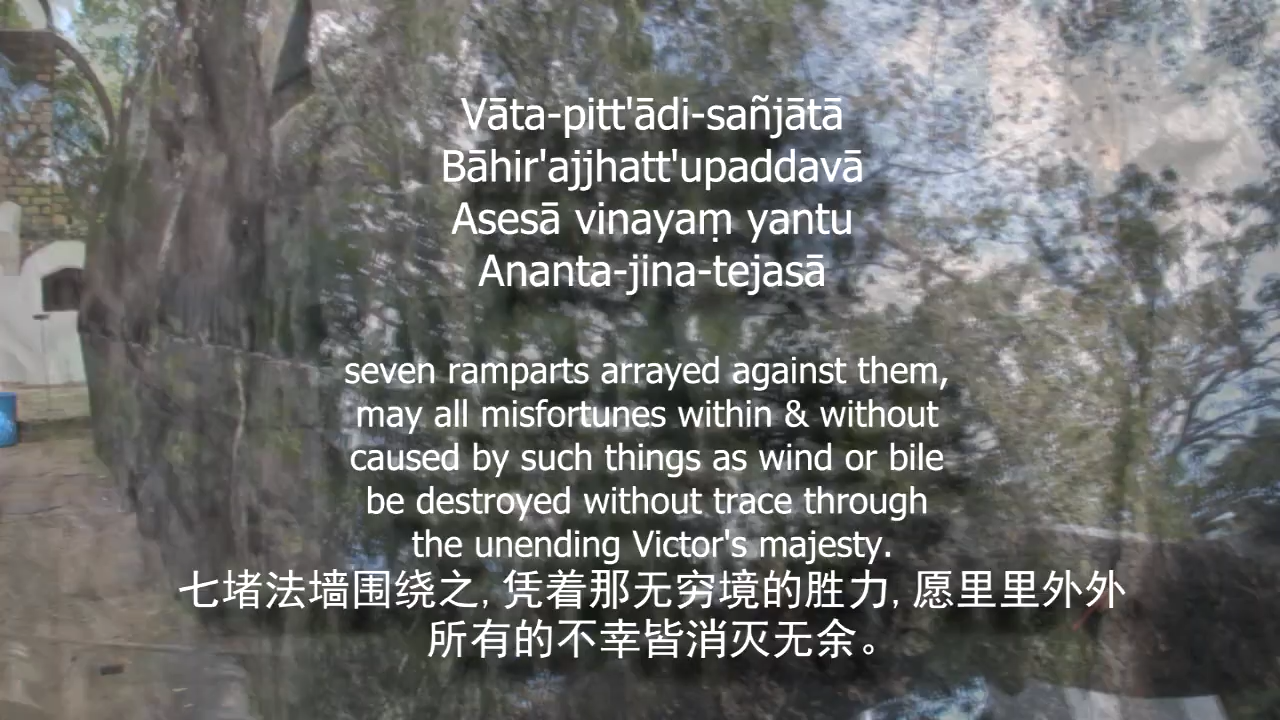 Vāta-pitt'ādi-sañjātā
Bāhir'ajjhatt'upaddavā
Asesā vinayaṃ yantu
Ananta-jina-tejasā
seven ramparts arrayed against them,
may all misfortunes within & without
caused by such things as wind or bile
be destroyed without trace through
the unending Victor's majesty.
七堵法墙围绕之, 凭着那无穷境的胜力, 愿里里外外
所有的不幸皆消灭无余。